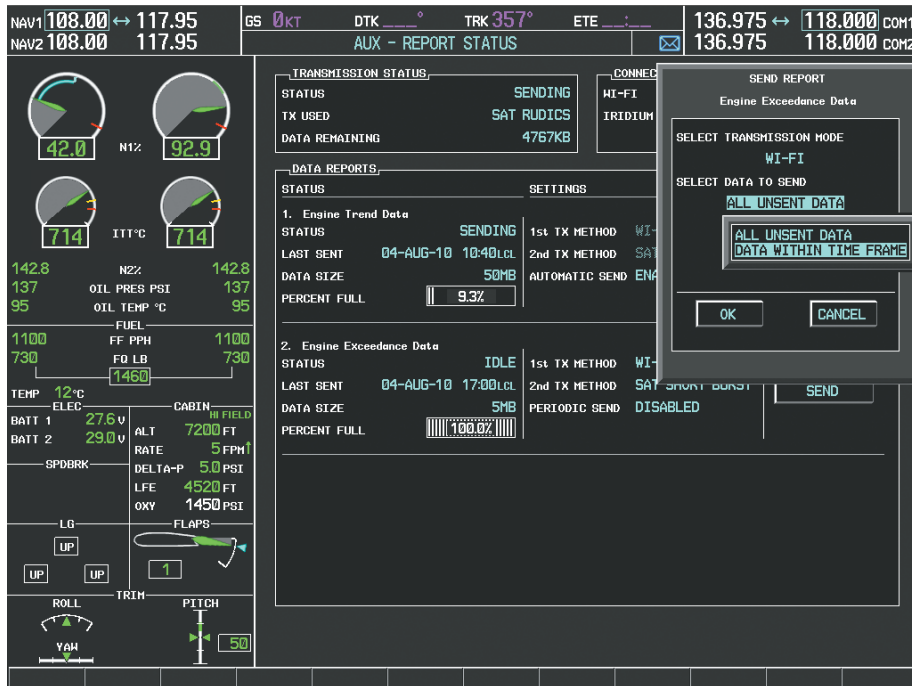 NAV1 108.00 ↔ 117.95
NAV2 108.00 117.95
GS 0KT DTK ___° TRK 357° ETE __:__
AUX - REPORT STATUS
136.975 ↔ 118.000 COM1
136.975 118.000 COM2
42.0 N1% 92.9
714 ITT°C 714
142.8 N2% 142.8
137 OIL PRES PSI 137
95 OIL TEMP °C 95
FUEL
1100 FF PPH 1100
730 FQ LB 730
1460
TEMP 12°C
ELEC
BATT 1 27.6 V
BATT 2 29.0 V
SPDBRK
CABIN
HI FIELD
ALT 7200 FT
RATE 5 FPM↑
DELTA-P 5.0 PSI
LFE 4520 FT
OXY 1450 PSI
LG
UP
UP UP
FLAPS
1
TRIM
ROLL
YAW
PITCH
50
TRANSMISSION STATUS
STATUS SENDING
TX USED SAT RUDICS
DATA REMAINING 4767KB
CONNEC
WI-FI
IRIDIUM
DATA REPORTS
STATUS SETTINGS
1. Engine Trend Data
STATUS SENDING 1st TX METHOD WI-
LAST SENT 04-AUG-10 10:40LCL 2nd TX METHOD SAT
DATA SIZE 50MB AUTOMATIC SEND ENA
PERCENT FULL 9.3%
2. Engine Exceedance Data
STATUS IDLE 1st TX METHOD WI-
LAST SENT 04-AUG-10 17:00LCL 2nd TX METHOD SAT SHORT BURST
DATA SIZE 5MB PERIODIC SEND DISABLED
PERCENT FULL 100.0%
SEND
SEND REPORT
Engine Exceedance Data
SELECT TRANSMISSION MODE
WI-FI
SELECT DATA TO SEND
ALL UNSENT DATA
ALL UNSENT DATA
DATA WITHIN TIME FRAME
OK CANCEL